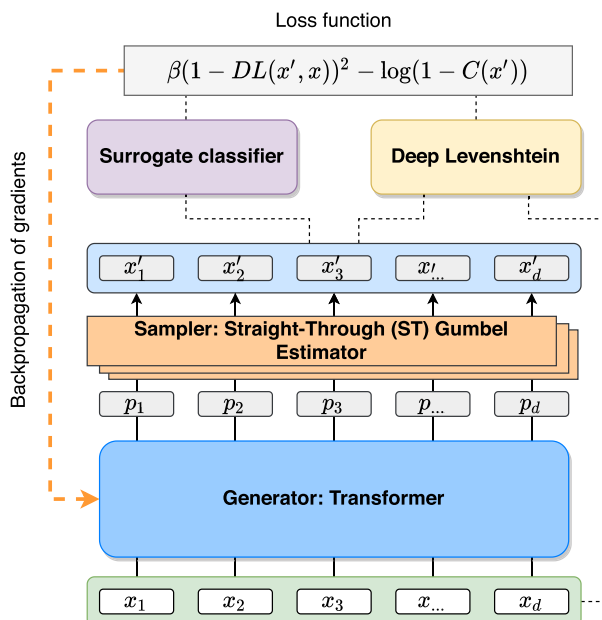 Loss function
β(1 − DL(x′, x))² − log(1 − C(x′))
Surrogate classifier
Deep Levenshtein
Backpropagation of gradients
x′₁ x′₂ x′₃ x′... x′d
Sampler: Straight-Through (ST) Gumbel
Estimator
p₁ p₂ p₃ p... pd
Generator: Transformer
x₁ x₂ x₃ x... xd